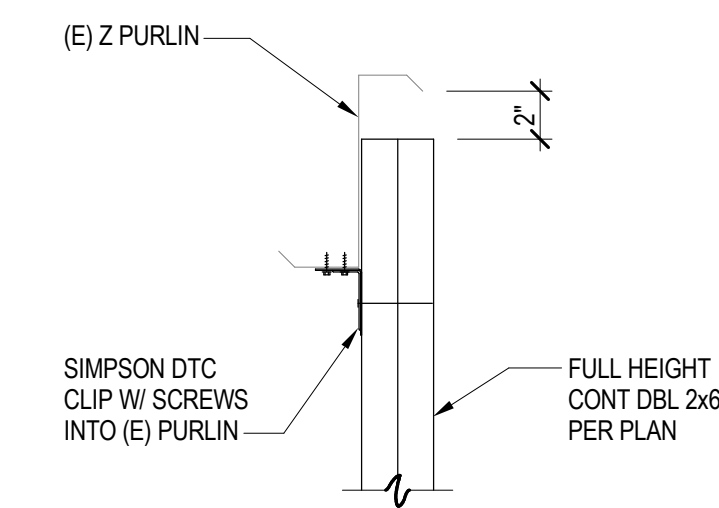 (E) Z PURLIN
2"
SIMPSON DTC
CLIP W/ SCREWS
INTO (E) PURLIN
FULL HEIGHT
CONT DBL 2x6
PER PLAN